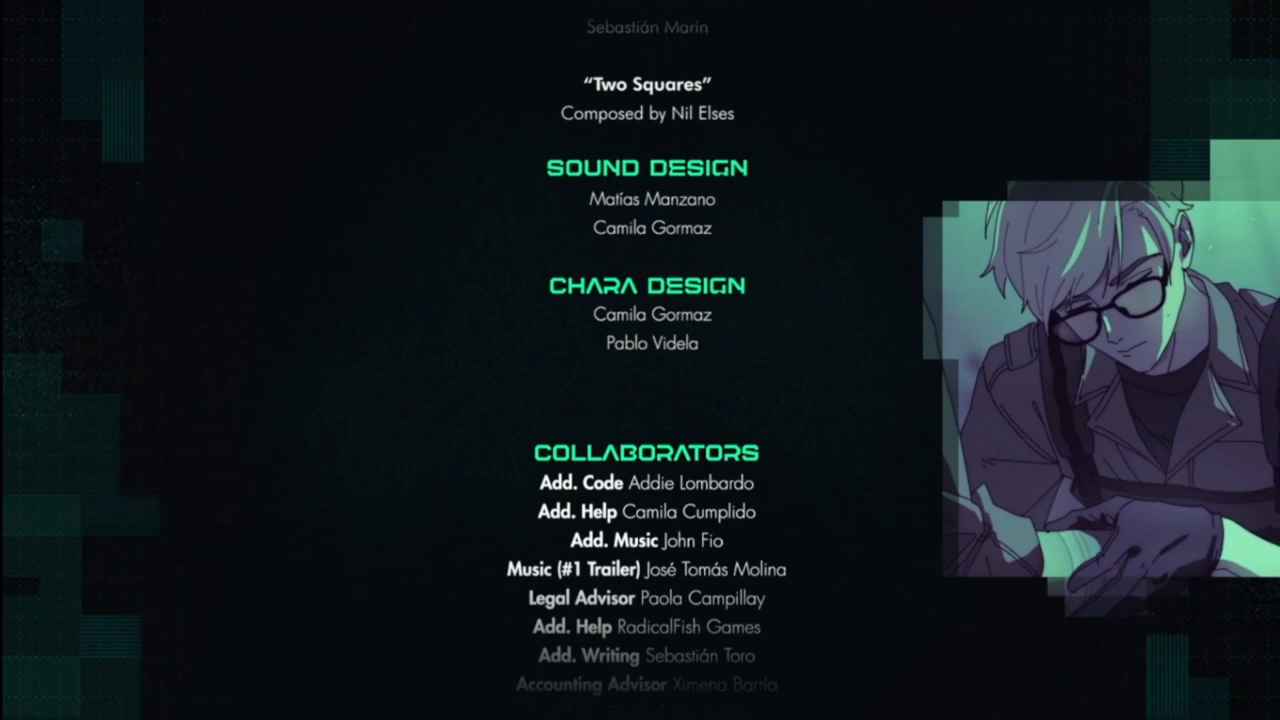 Sebastián Marín
“Two Squares”
Composed by Nil Elses
SOUND DESIGN
Matías Manzano
Camila Gormaz
CHARA DESIGN
Camila Gormaz
Pablo Videla
COLLABORATORS
Add. Code Addie Lombardo
Add. Help Camila Cumplido
Add. Music John Fio
Music (#1 Trailer) José Tomás Molina
Legal Advisor Paola Campillay
Add. Help RadicalFish Games
Add. Writing Sebastián Toro
Accounting Advisor Ximena Barría